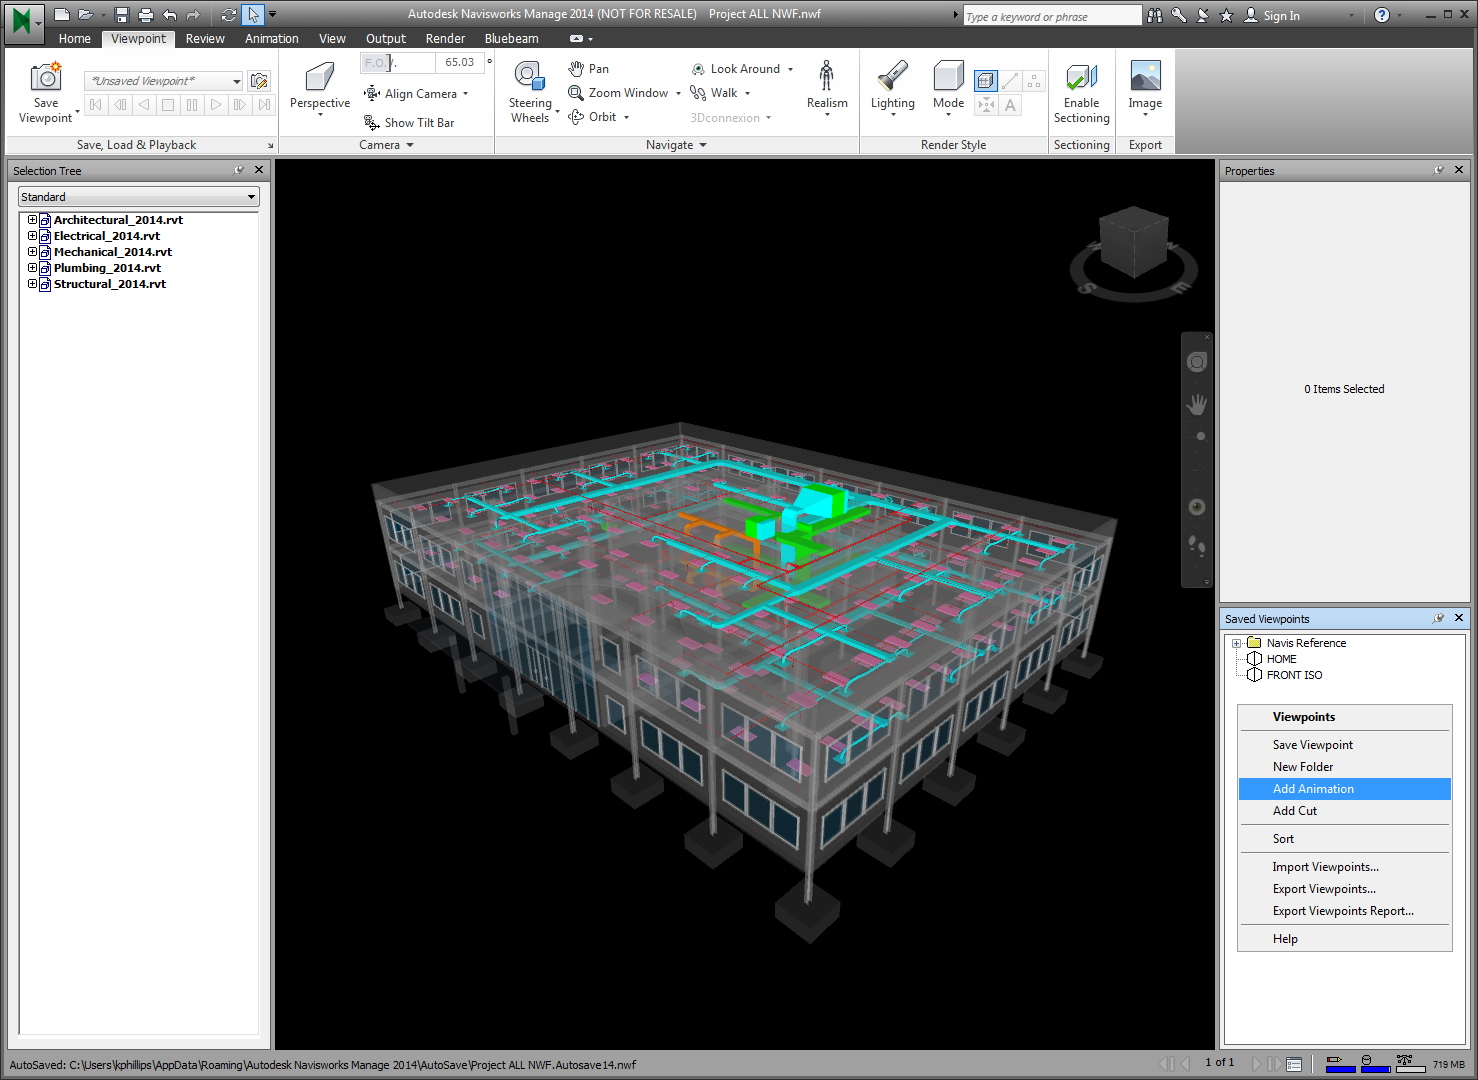 Autodesk Navisworks Manage 2014 (NOT FOR RESALE) Project ALL NWF.nwf
Type a keyword or phrase
Sign In
Home Viewpoint Review Animation View Output Render Bluebeam
Save Viewpoint
*Unsaved Viewpoint*
Save, Load & Playback
Perspective
F.O.V. 65.03 °
Align Camera
Show Tilt Bar
Camera
Steering Wheels
Pan
Zoom Window
Orbit
Look Around
Walk
3Dconnexion
Realism
Navigate
Lighting
Mode
A
Render Style
Enable Sectioning
Sectioning
Image
Export
Selection Tree
Standard
Architectural_2014.rvt
Electrical_2014.rvt
Mechanical_2014.rvt
Plumbing_2014.rvt
Structural_2014.rvt
W N
S E
Properties
0 Items Selected
Saved Viewpoints
Navis Reference
HOME
FRONT ISO
Viewpoints
Save Viewpoint
New Folder
Add Animation
Add Cut
Sort
Import Viewpoints...
Export Viewpoints...
Export Viewpoints Report...
Help
AutoSaved: C:\Users\kphillips\AppData\Roaming\Autodesk Navisworks Manage 2014\AutoSave\Project ALL NWF.Autosave14.nwf
1 of 1
719 MB